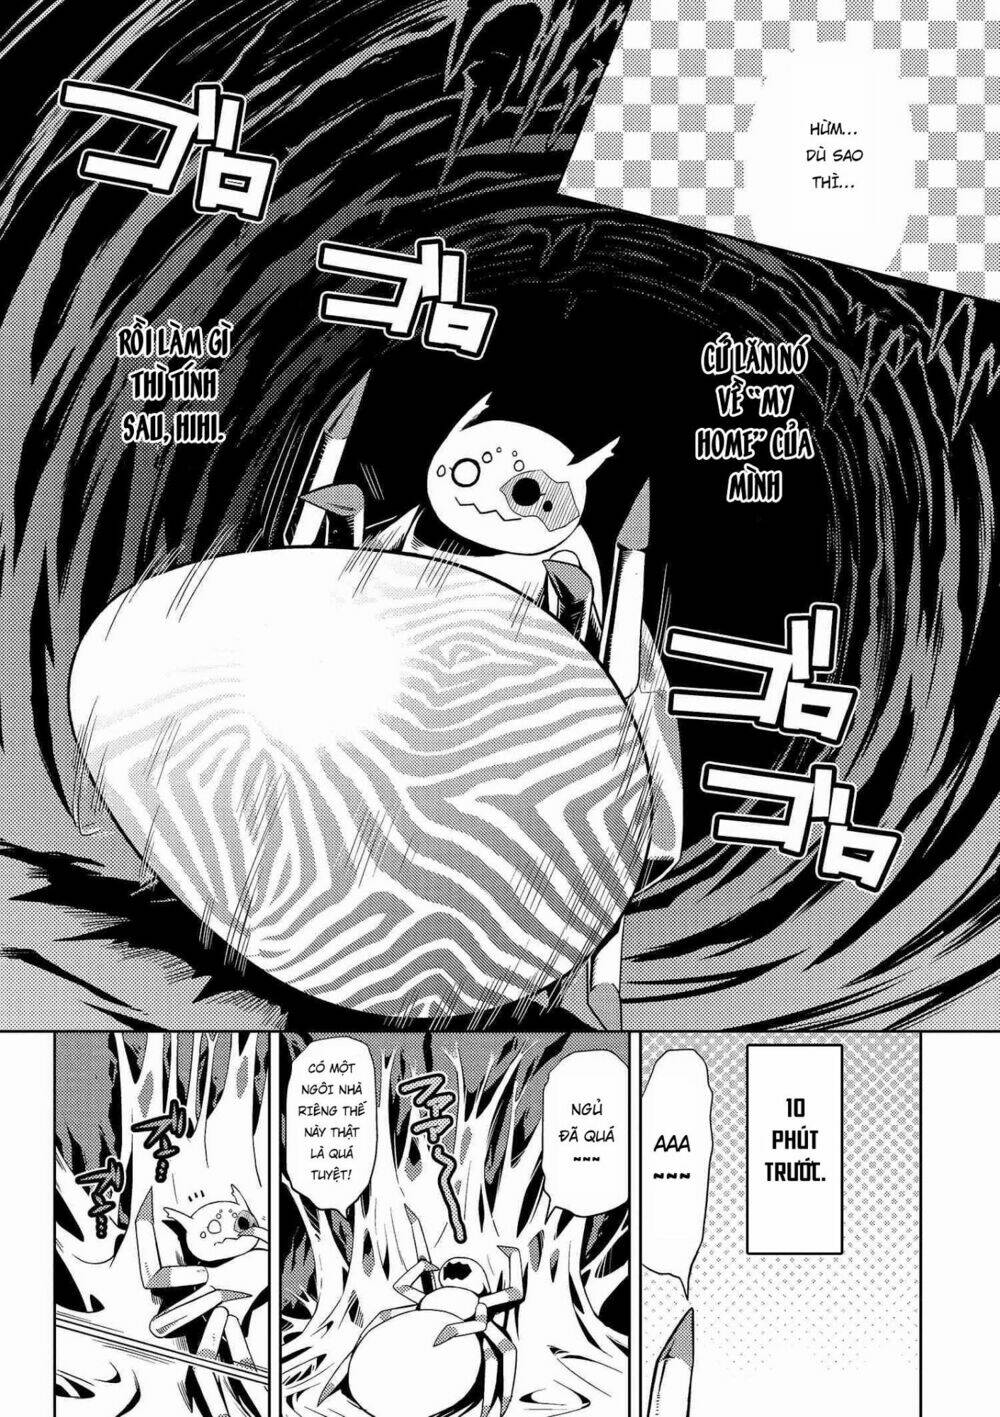 HỪM...
DÙ SAO
THÌ...
ゴロ
ゴロ
CỨ LĂN NÓ
VỀ "MY
HOME" CỦA
MÌNH
RỒI LÀM GÌ
THÌ TÍNH
SAU, HIHI.
ゴロ
ゴロ
10
PHÚT
TRƯỚC.
AAA
~~~
NGỦ
ĐÃ QUÁ
~~~
CÓ MỘT
NGÔI NHÀ
RIÊNG THẾ
NÀY THẬT
LÀ QUÁ
TUYỆT!